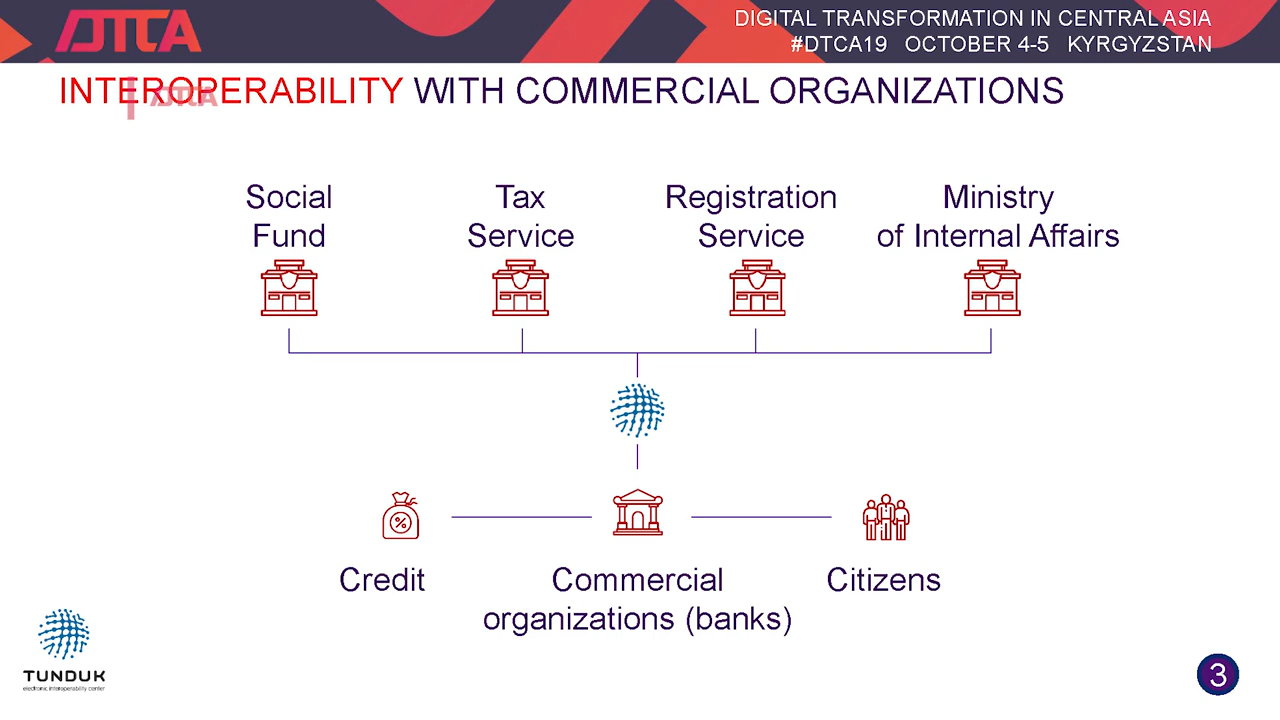 DTCA
DIGITAL TRANSFORMATION IN CENTRAL ASIA
#DTCA19 OCTOBER 4-5 KYRGYZSTAN
INTEROPERABILITY WITH COMMERCIAL ORGANIZATIONS
DTCA
Social
Fund
Tax
Service
Registration
Service
Ministry
of Internal Affairs
Credit
Commercial
organizations (banks)
Citizens
TUNDUK
electronic interoperability center
3